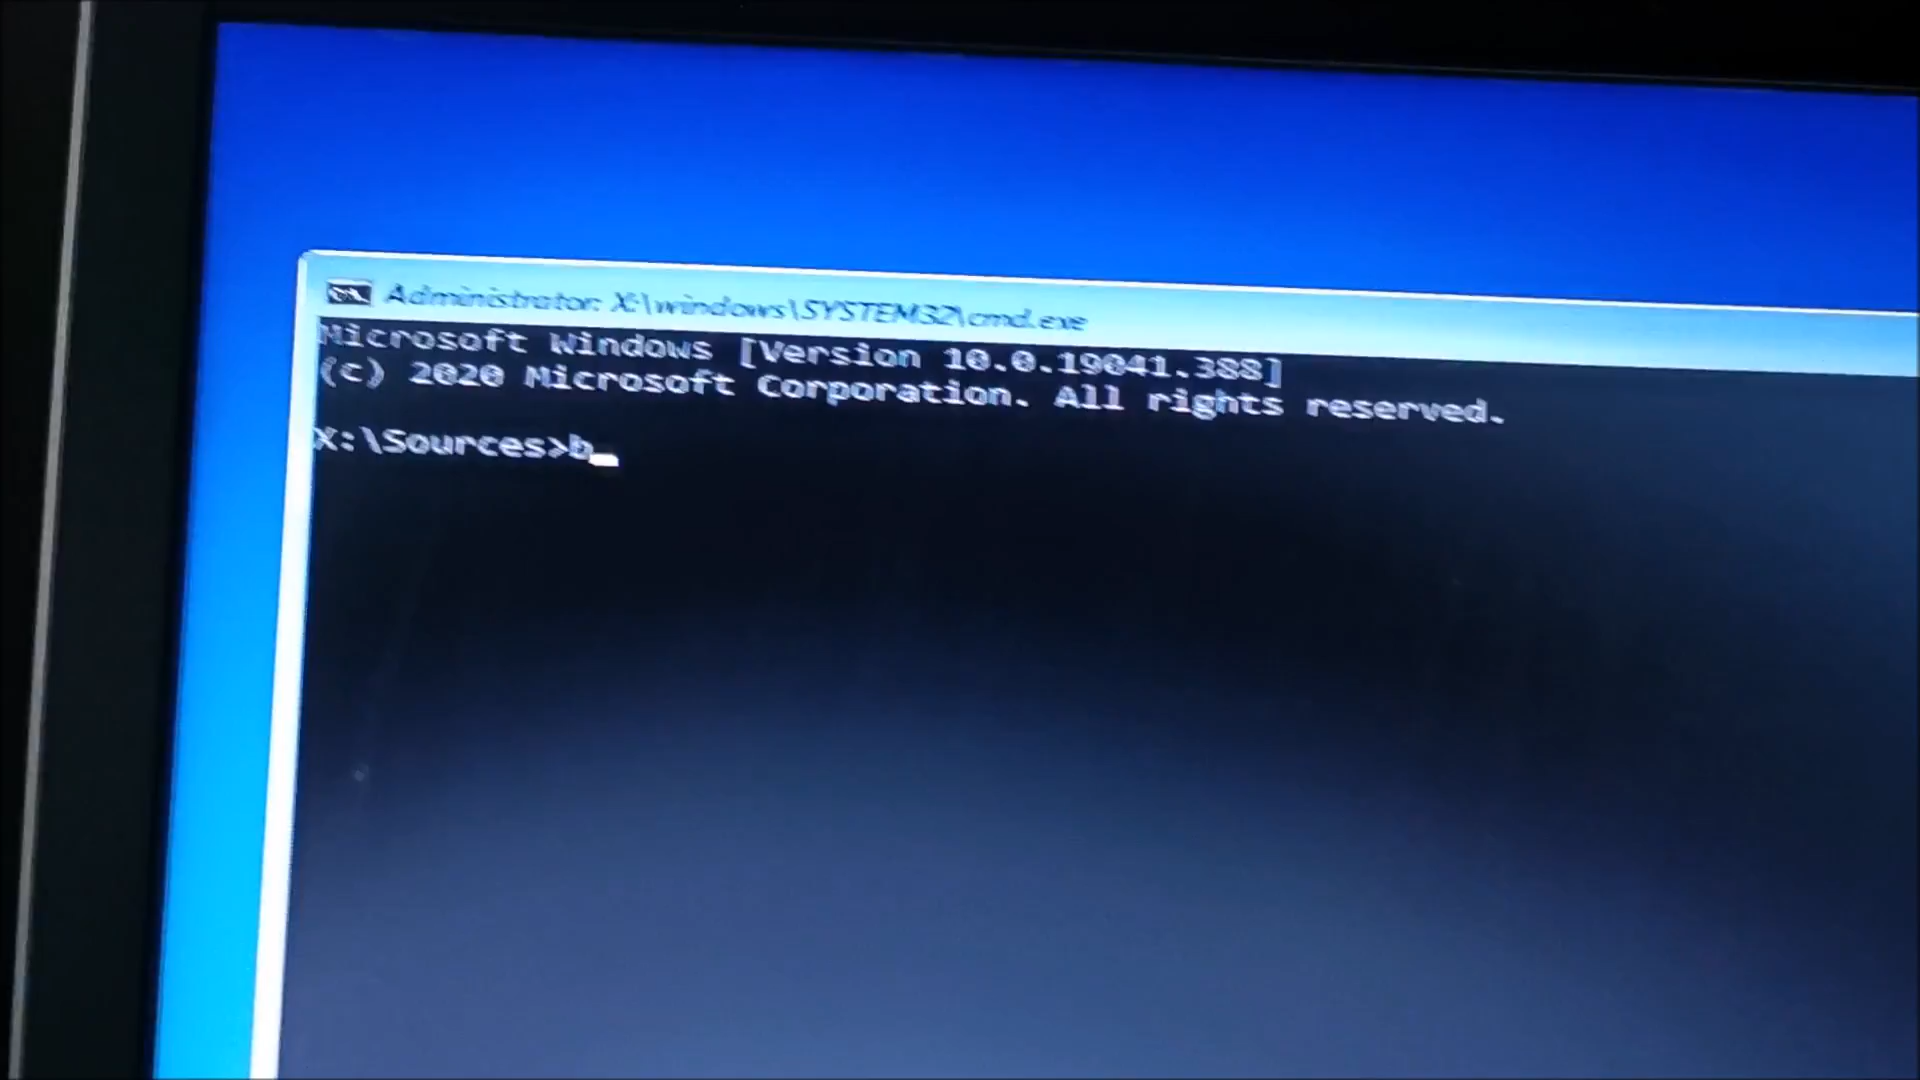 Administrator: X:\windows\SYSTEM32\cmd.exe
Microsoft Windows [Version 10.0.19041.388]
(c) 2020 Microsoft Corporation. All rights reserved.
X:\Sources>b_